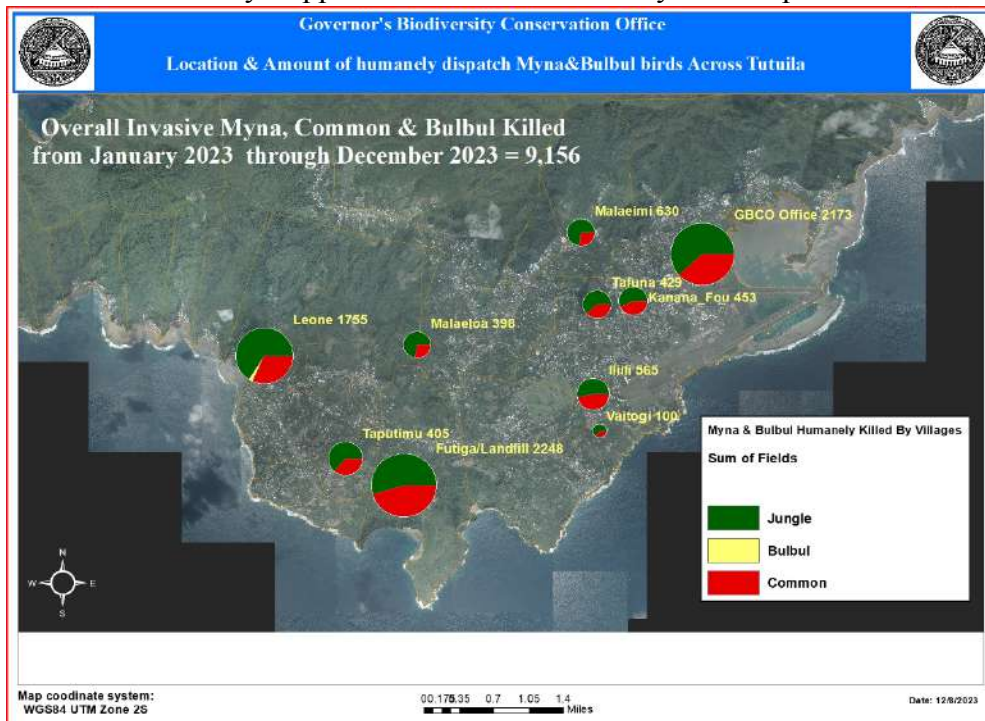 Governor's Biodiversity Conservation Office
Location & Amount of humanely dispatch Myna&Bulbul birds Across Tutuila
Overall Invasive Myna, Common & Bulbul Killed
from January 2023 through December 2023 = 9,156
Malaeimi 630
GBCO Office 2173
Tafuna 429
Kanana_Fou 453
Leone 1755
Malaeloa 398
Iliili 565
Vaitogi 100
Taputimu 405
Futiga/Landfill 2248
Myna & Bulbul Humanely Killed By Villages
Sum of Fields
Jungle
Bulbul
Common
N
W E
S
Map coodinate system:
WGS84 UTM Zone 2S
0 0.175 0.35 0.7 1.05 1.4
Miles
Date: 12/8/2023